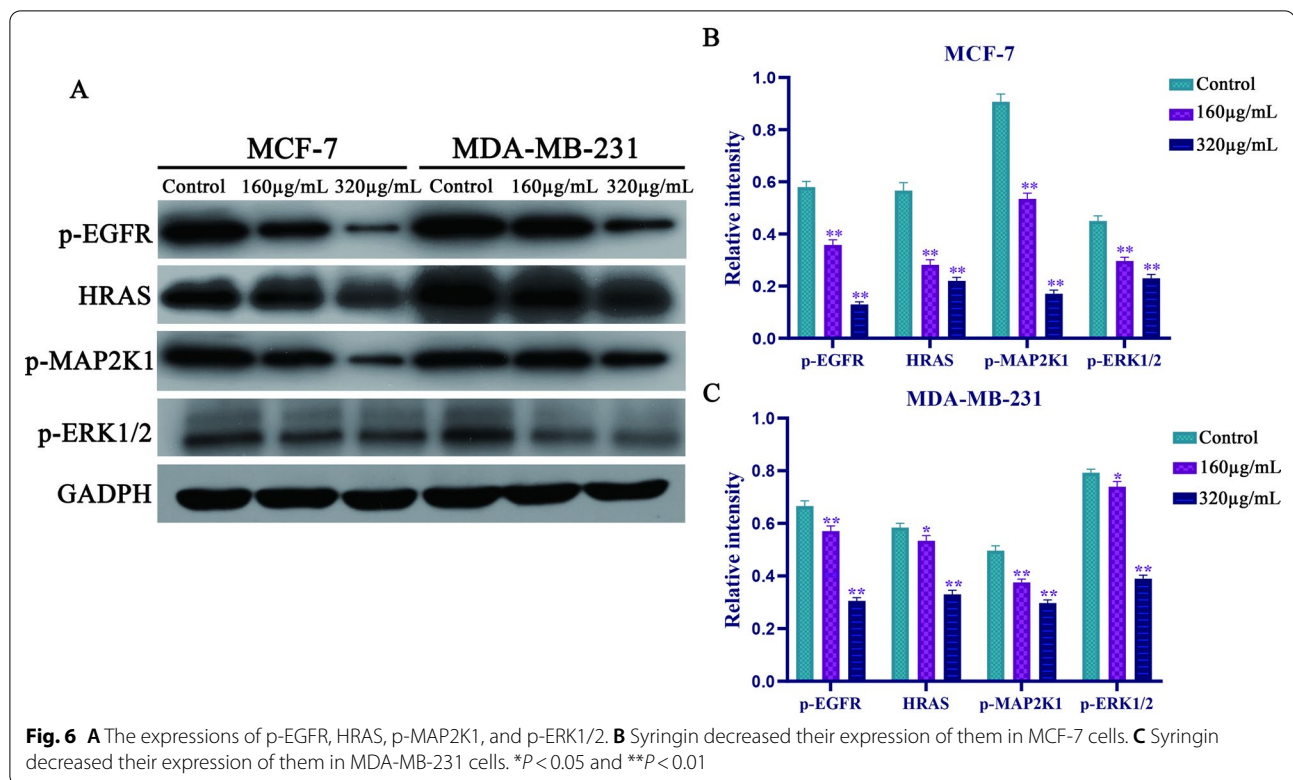 A
MCF-7 MDA-MB-231
Control 160µg/mL 320µg/mL Control 160µg/mL 320µg/mL
p-EGFR
HRAS
p-MAP2K1
p-ERK1/2
GADPH
B
MCF-7
Relative intensity
1.0
0.8
0.6
0.4
0.2
0.0
** ** ** ** ** ** ** **
p-EGFR HRAS p-MAP2K1 p-ERK1/2
Control
160µg/mL
320µg/mL
C
MDA-MB-231
Relative intensity
1.0
0.8
0.6
0.4
0.2
0.0
** ** * ** ** ** * **
p-EGFR HRAS p-MAP2K1 p-ERK1/2
Control
160µg/mL
320µg/mL
Fig. 6 A The expressions of p-EGFR, HRAS, p-MAP2K1, and p-ERK1/2. B Syringin decreased their expression of them in MCF-7 cells. C Syringin
decreased their expression of them in MDA-MB-231 cells. *P < 0.05 and **P < 0.01